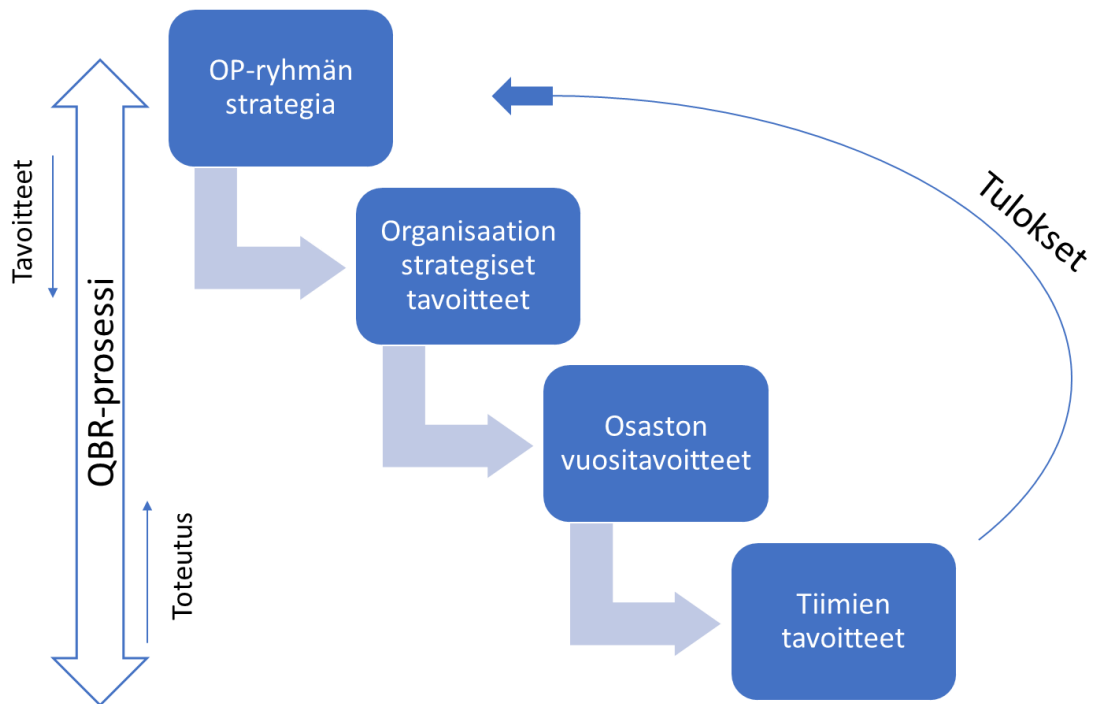 OP-ryhmän
strategia
Organisaation
strategiset
tavoitteet
Osaston
vuositavoitteet
Tiimien
tavoitteet
Tulokset
Tavoitteet
QBR-prosessi
Toteutus